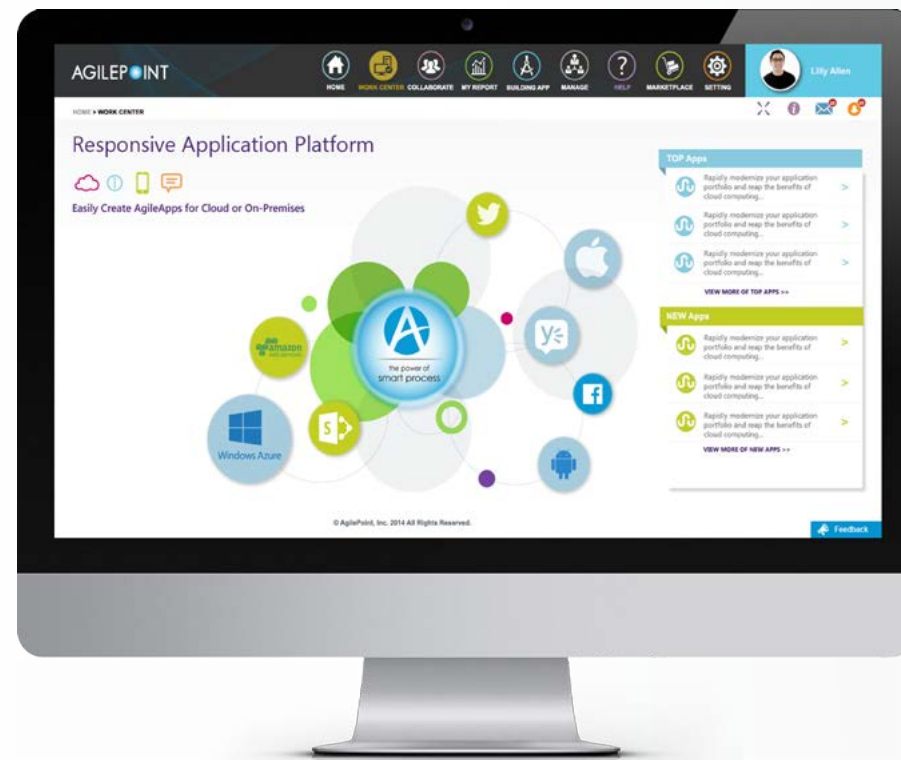 AGILEPOINT
HOME
WORK CENTER
COLLABORATE
MY REPORT
BUILDING APP
MANAGE
HELP
MARKETPLACE
SETTING
Lilly Allen
HOME > WORK CENTER
Responsive Application Platform
Easily Create AgileApps for Cloud or On-Premises
amazon
web services
Windows Azure
S
the power of
smart process
TOP Apps
Rapidly modernize your application
portfolio and reap the benefits of
cloud computing...
>
Rapidly modernize your application
portfolio and reap the benefits of
cloud computing...
>
Rapidly modernize your application
portfolio and reap the benefits of
cloud computing...
>
VIEW MORE OF TOP APPS >>
NEW Apps
Rapidly modernize your application
portfolio and reap the benefits of
cloud computing...
>
Rapidly modernize your application
portfolio and reap the benefits of
cloud computing...
>
Rapidly modernize your application
portfolio and reap the benefits of
cloud computing...
>
VIEW MORE OF NEW APPS >>
© AgilePoint, Inc. 2014 All Rights Reserved.
Feedback